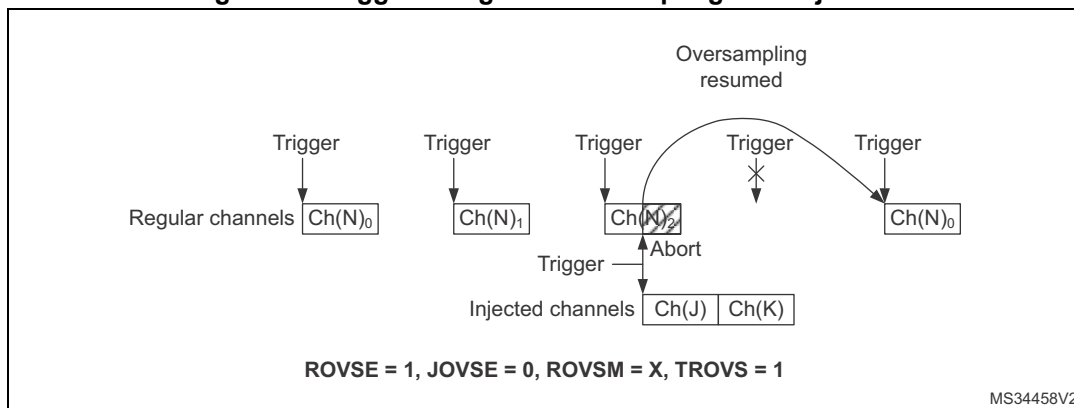 Oversampling
resumed
Trigger Trigger Trigger Trigger Trigger
Regular channels Ch(N)0 Ch(N)1 Ch(N)2 Ch(N)0
Abort
Trigger
Injected channels Ch(J) Ch(K)
ROVSE = 1, JOVSE = 0, ROVSM = X, TROVS = 1
MS34458V2